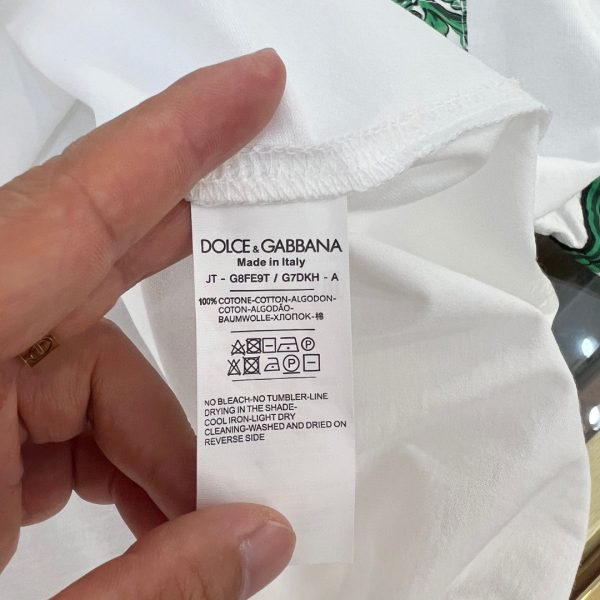 DOLCE & GABBANA
Made in Italy
JT - G8FE9T / G7DKH - A
100% COTONE-COTTON-ALGODON-
COTON-ALGODÃO-
BAUMWOLLE-ХЛОПОК-棉
NO BLEACH-NO TUMBLER-LINE
DRYING IN THE SHADE-
COOL IRON-LIGHT DRY
CLEANING-WASHED AND DRIED ON
REVERSE SIDE